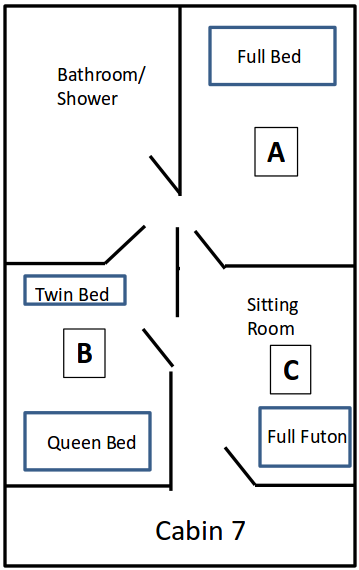 Bathroom/
Shower
Full Bed
A
Twin Bed
B
Queen Bed
Sitting
Room
C
Full Futon
Cabin 7